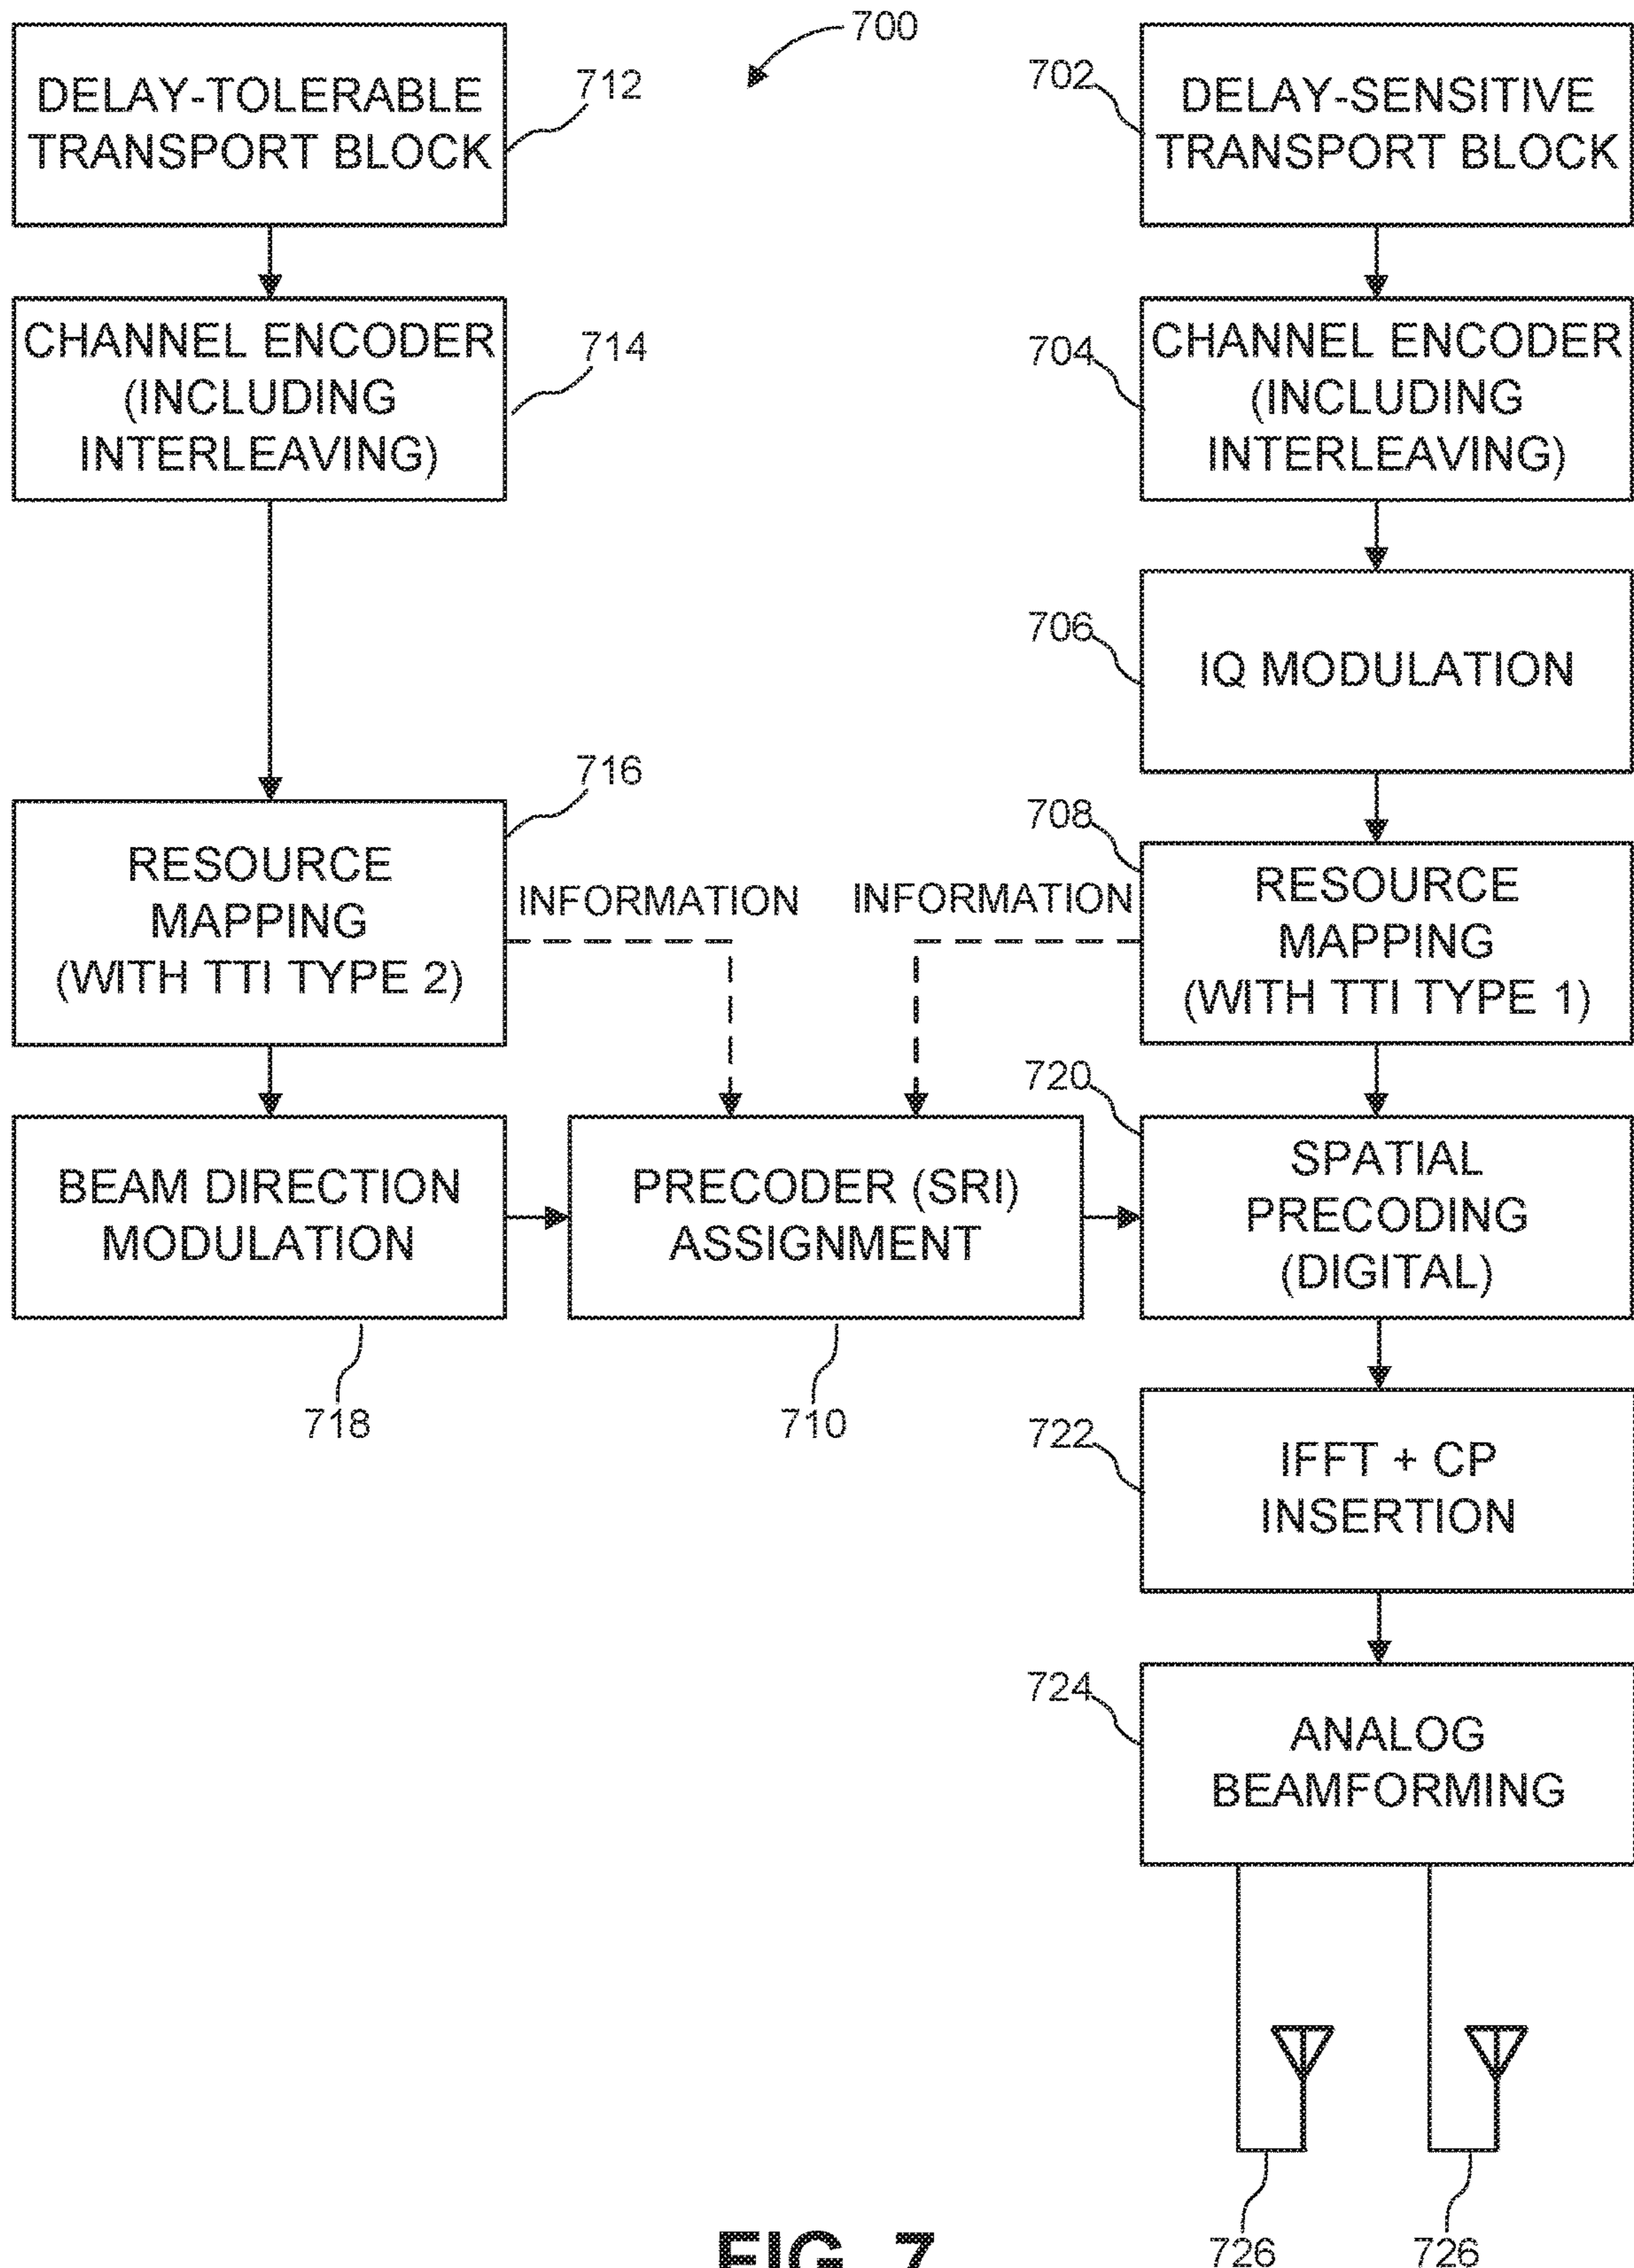 700
DELAY-TOLERABLE
TRANSPORT BLOCK
712
702
DELAY-SENSITIVE
TRANSPORT BLOCK
CHANNEL ENCODER
(INCLUDING
INTERLEAVING)
714
704
CHANNEL ENCODER
(INCLUDING
INTERLEAVING)
706
IQ MODULATION
716
RESOURCE
MAPPING
(WITH TTI TYPE 2)
INFORMATION
INFORMATION
708
RESOURCE
MAPPING
(WITH TTI TYPE 1)
BEAM DIRECTION
MODULATION
718
PRECODER (SRI)
ASSIGNMENT
710
720
SPATIAL
PRECODING
(DIGITAL)
722
IFFT + CP
INSERTION
724
ANALOG
BEAMFORMING
726
726
FIG. 7